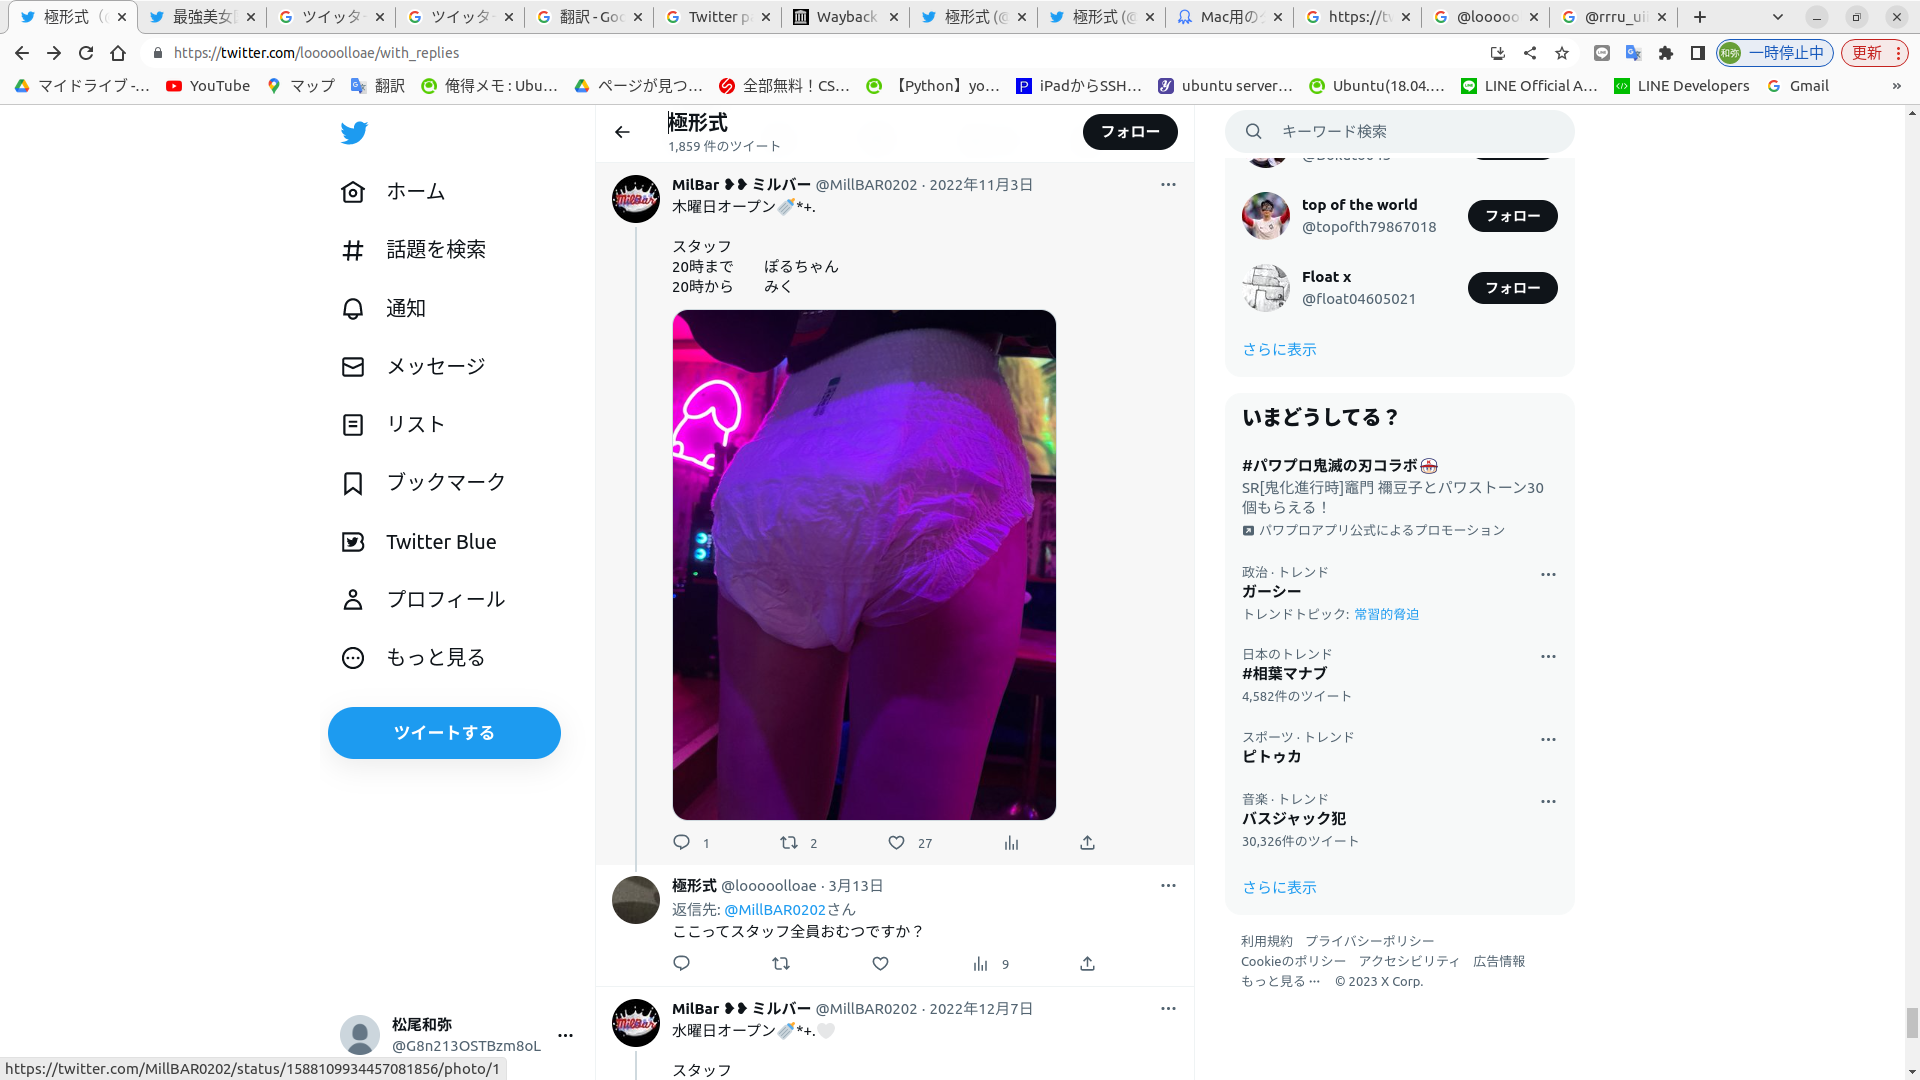 極形式（@
最強美女
ツイッター
ツイッター
翻訳 - Goo
Twitter p
Wayback
極形式 (@
極形式 (@
Mac用の
https://tw
@looooo
@rrru_ui
https://twitter.com/looooolloae/with_replies
和弥
一時停止中
更新
マイドライブ -…
YouTube
マップ
翻訳
俺得メモ : Ubu…
ページが見つ…
全部無料！CS…
【Python】yo…
iPadからSSH…
ubuntu server…
Ubuntu(18.04.…
LINE Official A…
LINE Developers
Gmail
»
ホーム
話題を検索
通知
メッセージ
リスト
ブックマーク
Twitter Blue
プロフィール
もっと見る
ツイートする
松尾和弥
@G8n213OSTBzm8oL
https://twitter.com/MillBAR0202/status/1588109934457081856/photo/1
極形式
1,859 件のツイート
フォロー
MilBar ❥❥ ミルバー @MillBAR0202 · 2022年11月3日
木曜日オープン🍼*+.
スタッフ
20時まで　　ぽるちゃん
20時から　　みく
1
2
27
極形式 @looooolloae · 3月13日
返信先: @MillBAR0202さん
ここってスタッフ全員おむつですか？
9
MilBar ❥❥ ミルバー @MillBAR0202 · 2022年12月7日
水曜日オープン🍼*+.🤍
スタッフ
キーワード検索
top of the world
@topofth79867018
フォロー
Float x
@float04605021
フォロー
さらに表示
いまどうしてる？
#パワプロ鬼滅の刃コラボ
SR[鬼化進行時]竈門 禰豆子とパワストーン30
個もらえる！
パワプロアプリ公式によるプロモーション
政治 · トレンド
ガーシー
トレンドトピック: 常習的脅迫
日本のトレンド
#相葉マナブ
4,582件のツイート
スポーツ · トレンド
ピトゥカ
音楽 · トレンド
バスジャック犯
30,326件のツイート
さらに表示
利用規約　プライバシーポリシー
Cookieのポリシー　アクセシビリティ　広告情報
もっと見る ···　© 2023 X Corp.